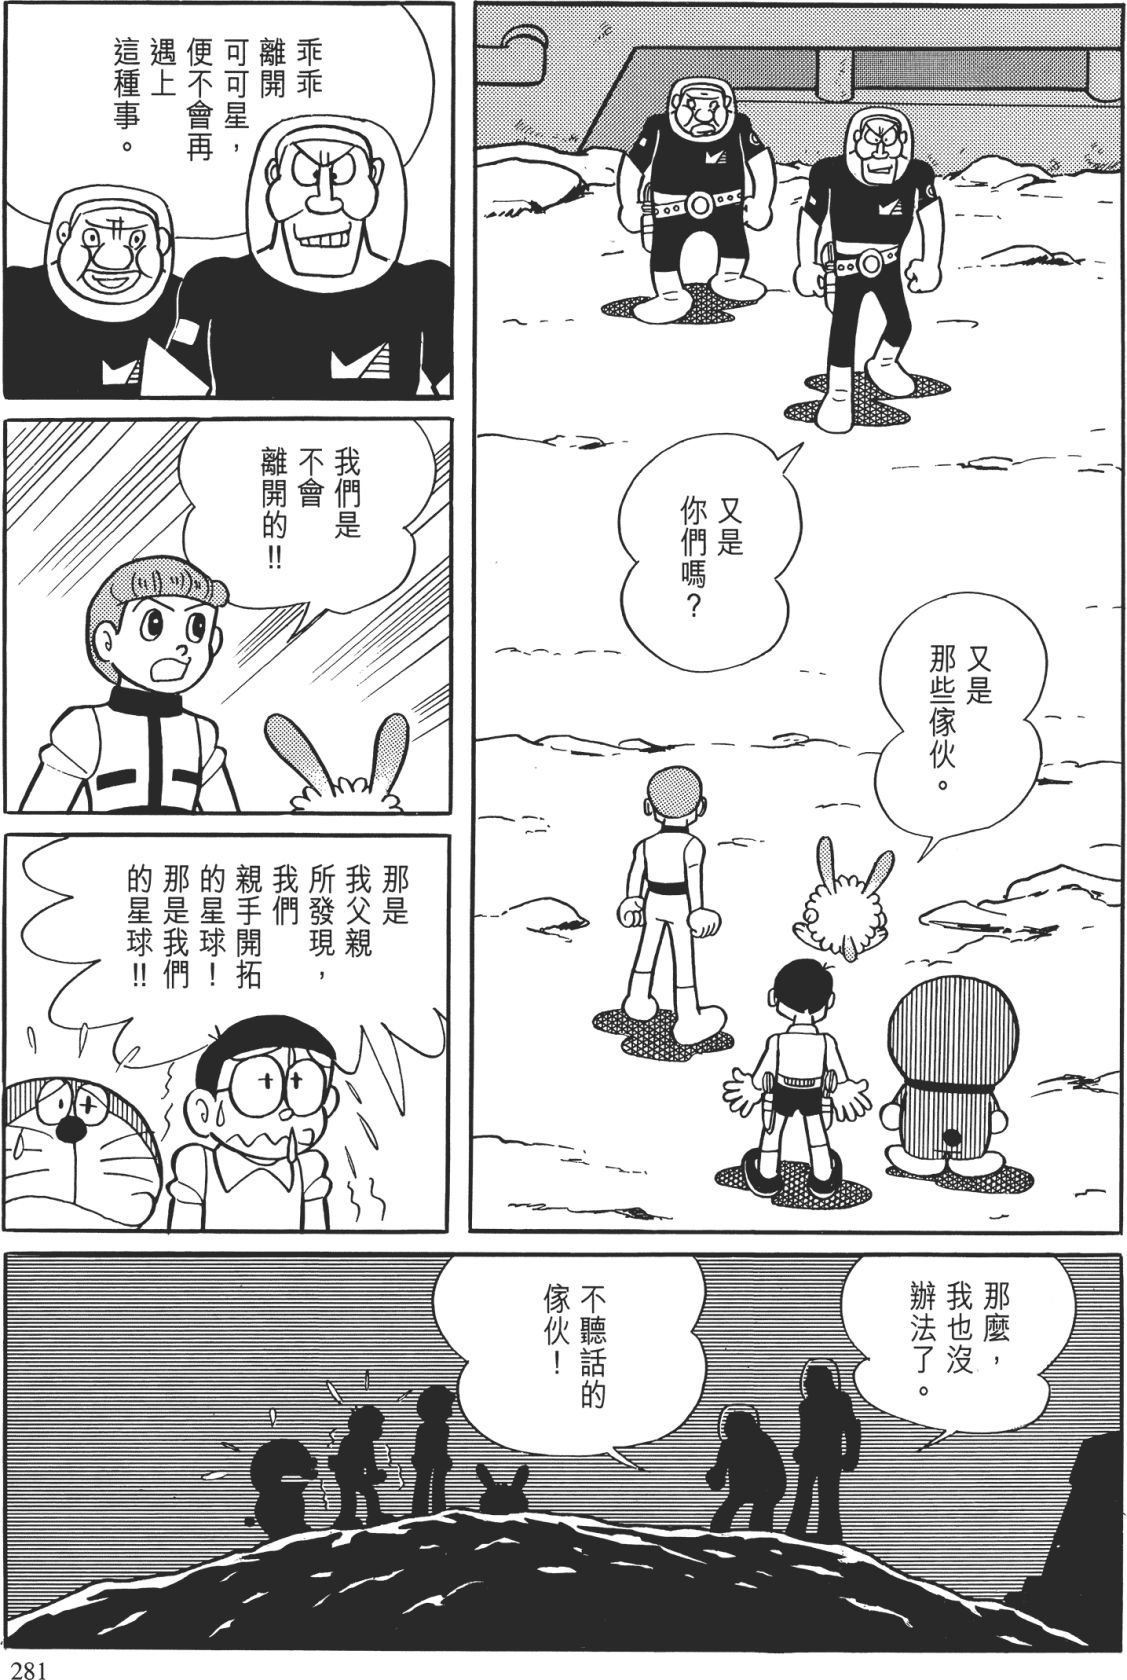 又是
你們嗎？
又是
那些傢伙。
乖乖
離開
可可星，
便不會再
遇上
這種事。
我們是
不會
離開的!!
那是
我父親
所發現，
我們
親手開拓
的星球！
那是我們
的星球!!
那麼，
我也沒
辦法了。
不聽話的
傢伙！
281